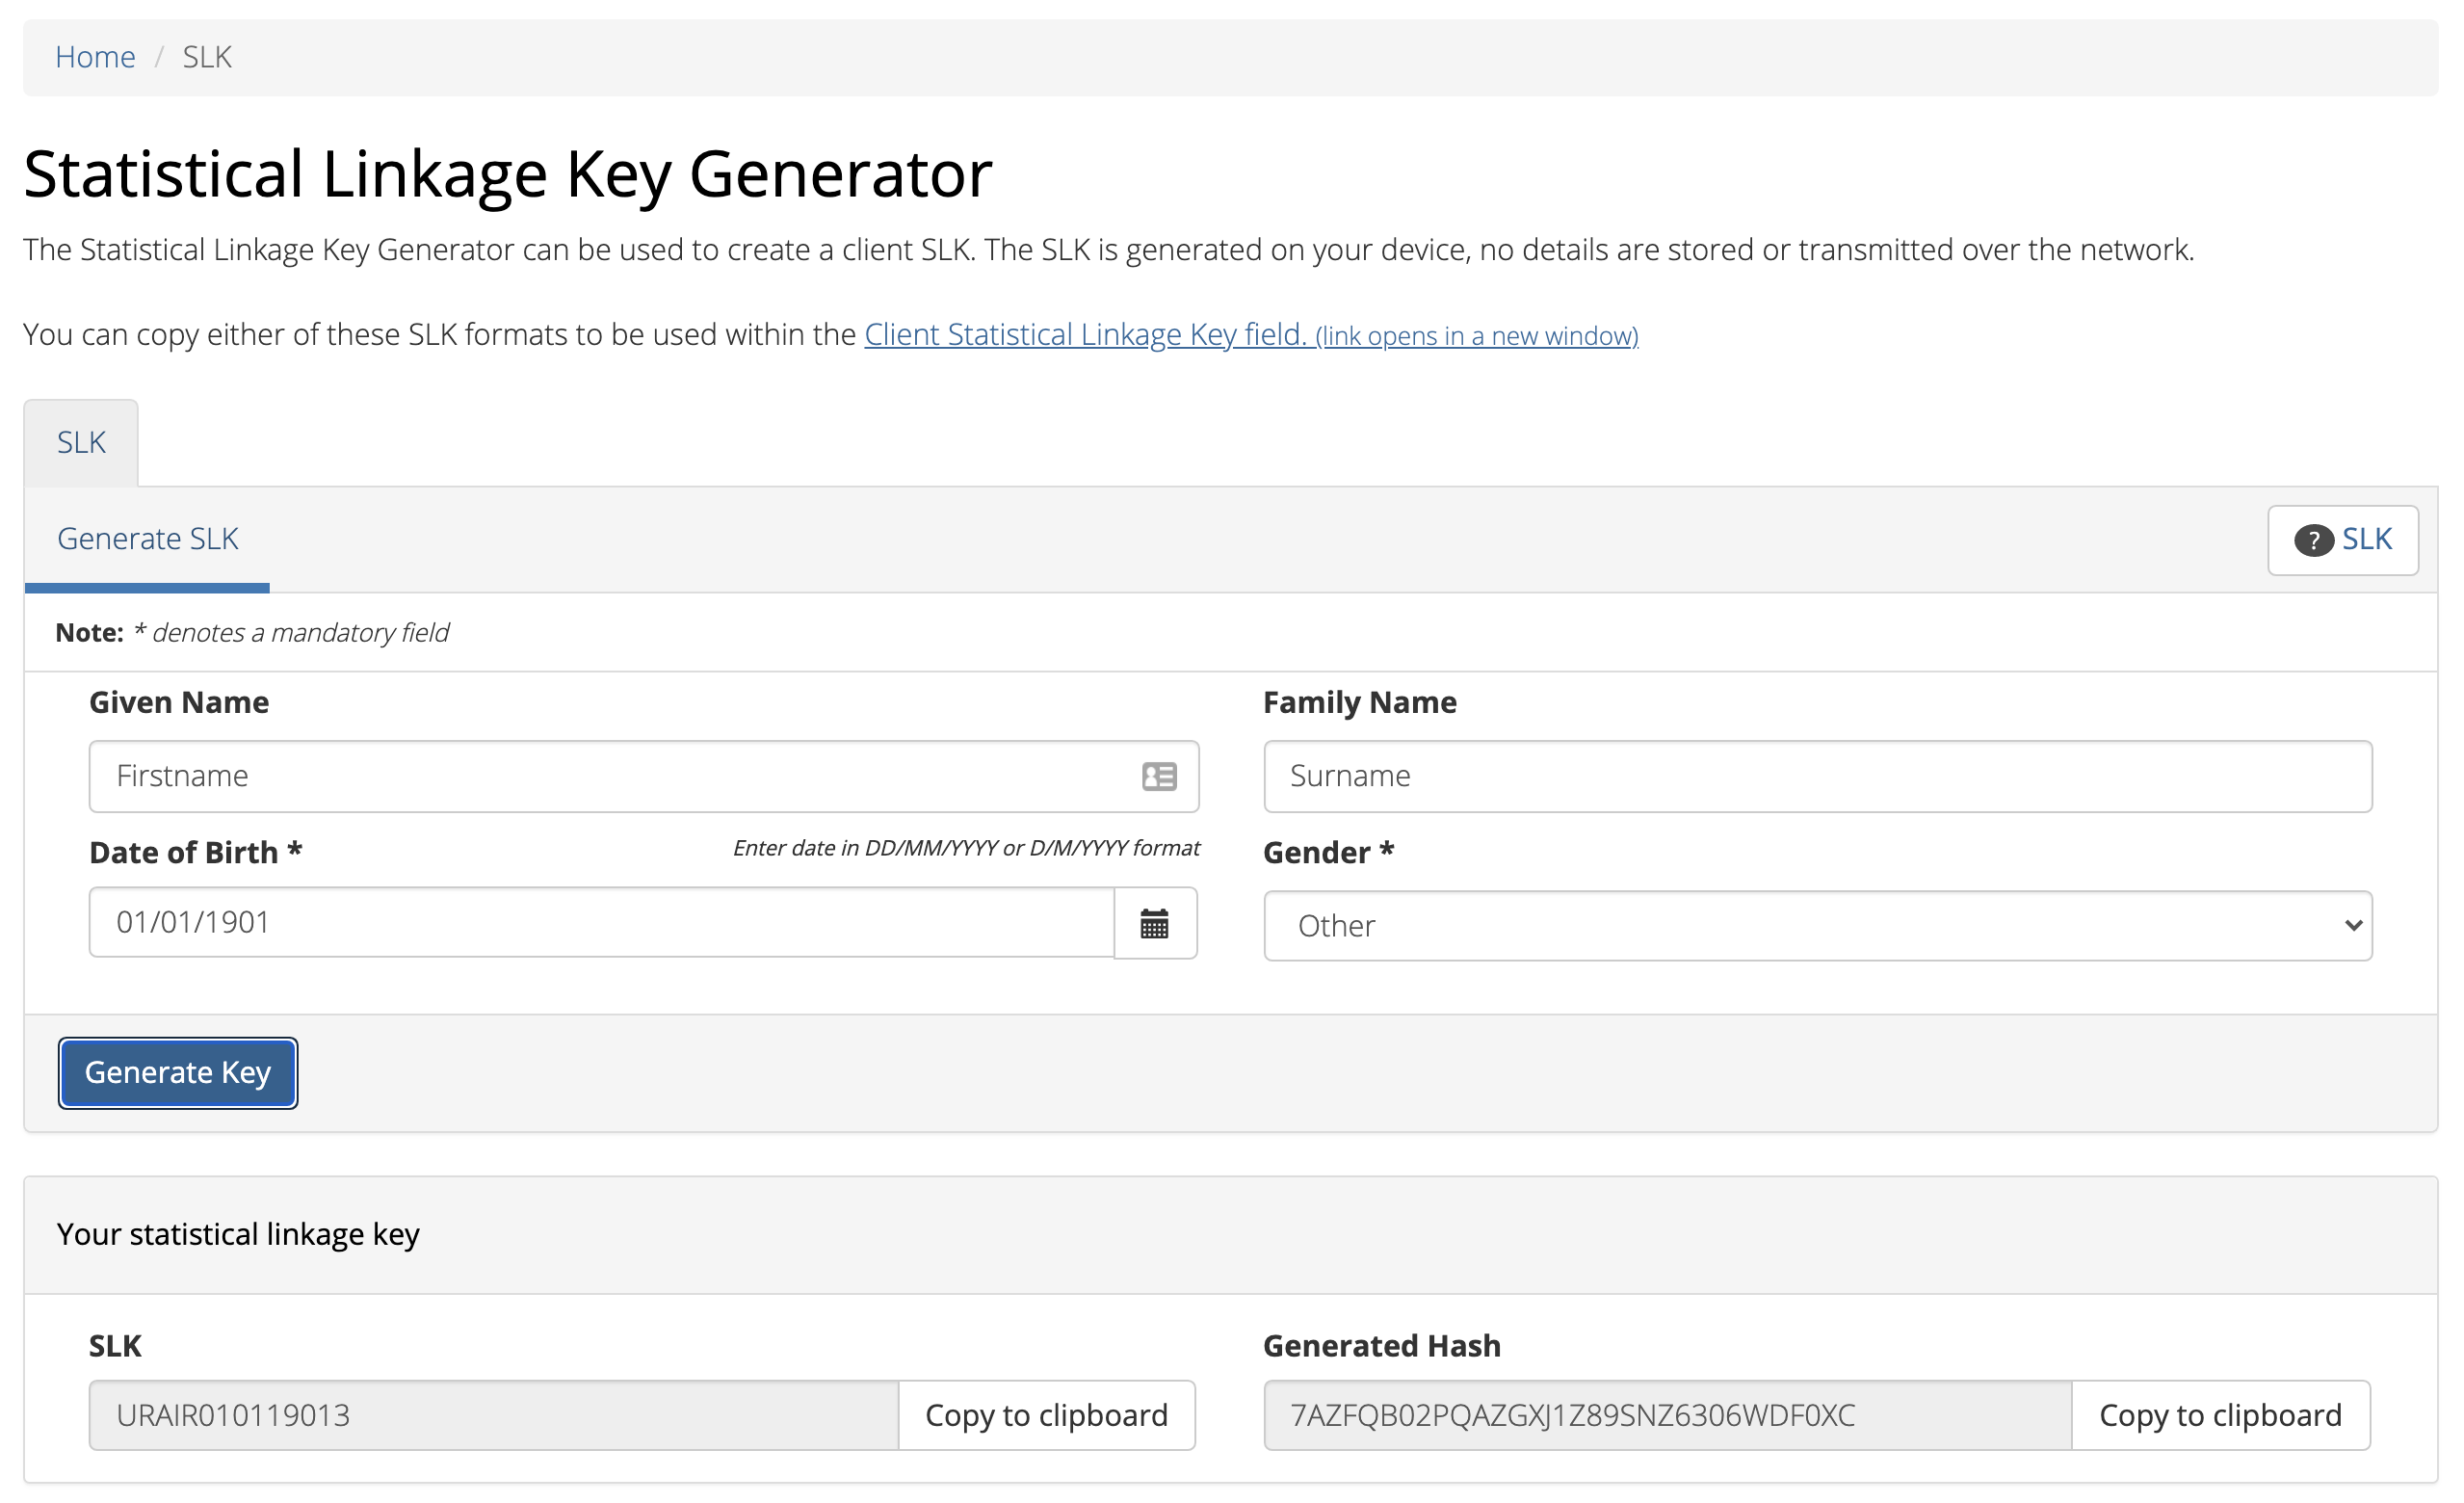 Home / SLK
Statistical Linkage Key Generator
The Statistical Linkage Key Generator can be used to create a client SLK. The SLK is generated on your device, no details are stored or transmitted over the network.
You can copy either of these SLK formats to be used within the Client Statistical Linkage Key field. (link opens in a new window)
SLK
Generate SLK
? SLK
Note: * denotes a mandatory field
Given Name
Firstname
Family Name
Surname
Date of Birth * Enter date in DD/MM/YYYY or D/M/YYYY format
01/01/1901
Gender *
Other
Generate Key
Your statistical linkage key
SLK
URAIR010119013 Copy to clipboard
Generated Hash
7AZFQB02PQAZGXJ1Z89SNZ6306WDF0XC Copy to clipboard